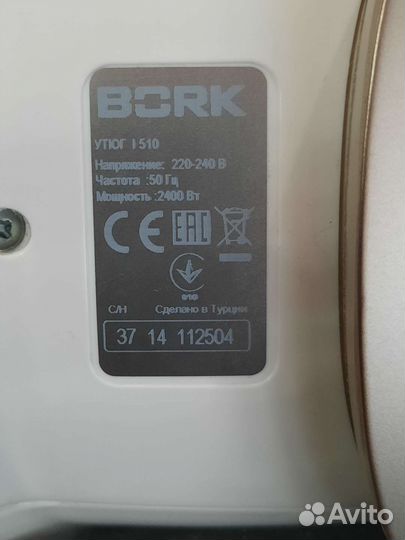 BORK
УТЮГ I 510
Напряжение: 220-240 В
Частота :50 Гц
Мощность :2400 Вт
CE EAC
С/Н Сделано в Турции
37 14 112504
Avito